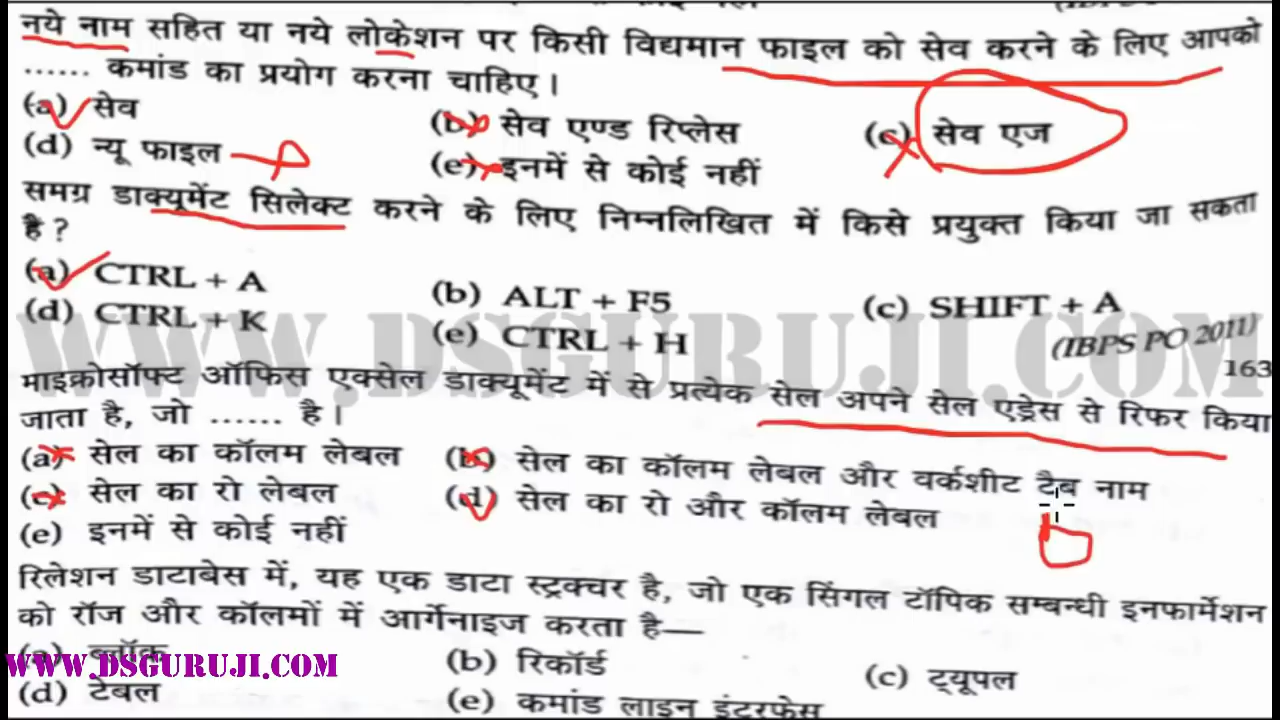 नये नाम सहित या नये लोकेशन पर किसी विद्यमान फाइल को सेव करने के लिए आपको
...... कमांड का प्रयोग करना चाहिए।
(a) सेव (b) सेव एण्ड रिप्लेस (c) सेव एज
(d) न्यू फाइल (e) इनमें से कोई नहीं
समग्र डाक्यूमेंट सिलेक्ट करने के लिए निम्नलिखित में किसे प्रयुक्त किया जा सकता
है?
(a) CTRL + A (b) ALT + F5 (c) SHIFT + A
(d) CTRL + K (e) CTRL + H (IBPS PO 2011)
WWW.DSGURUJI.COM
163
माइक्रोसॉफ्ट ऑफिस एक्सेल डाक्यूमेंट में से प्रत्येक सेल अपने सेल एड्रेस से रिफर किया
जाता है, जो ...... है।
(a) सेल का कॉलम लेबल (b) सेल का कॉलम लेबल और वर्कशीट टैब नाम
(c) सेल का रो लेबल (d) सेल का रो और कॉलम लेबल
(e) इनमें से कोई नहीं
रिलेशन डाटाबेस में, यह एक डाटा स्ट्रक्चर है, जो एक सिंगल टॉपिक सम्बन्धी इनफार्मेशन
को रॉज और कॉलमों में आर्गेनाइज करता है—
(a) ब्लॉक (b) रिकॉर्ड (c) ट्यूपल
WWW.DSGURUJI.COM
(d) टेबल (e) कमांड लाइन इंटरफेस